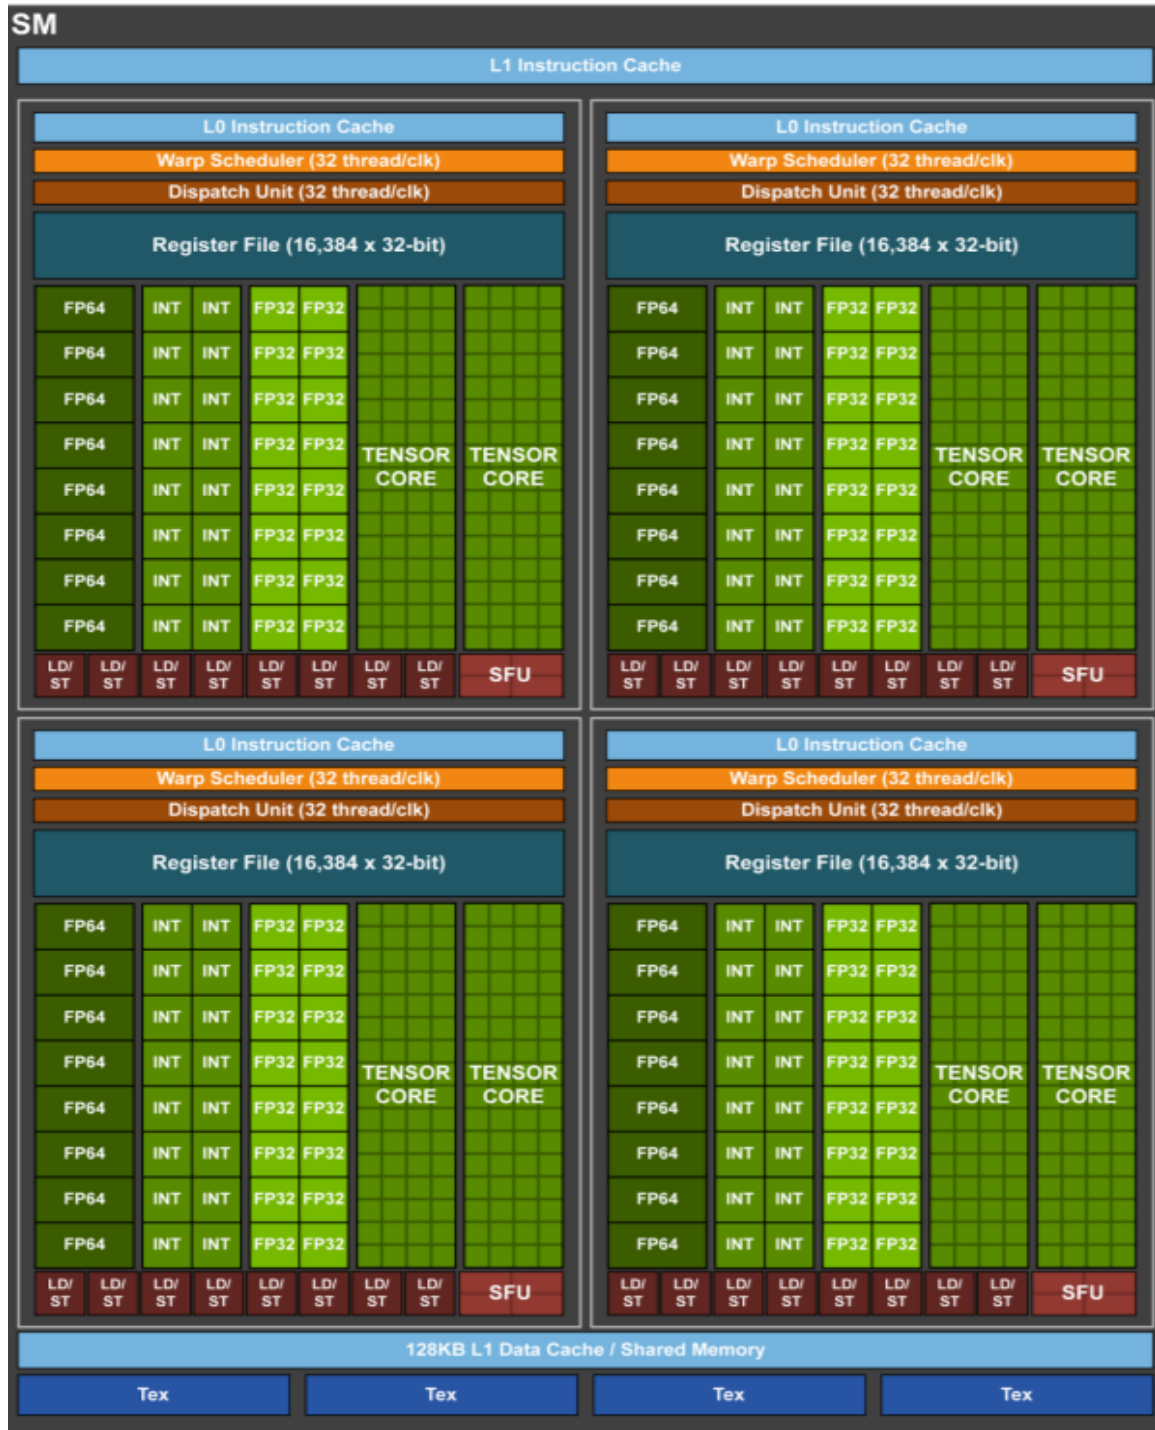 SM
L1 Instruction Cache
L0 Instruction Cache
Warp Scheduler (32 thread/clk)
Dispatch Unit (32 thread/clk)
Register File (16,384 x 32-bit)
FP64 INT INT FP32 FP32
FP64 INT INT FP32 FP32
FP64 INT INT FP32 FP32
FP64 INT INT FP32 FP32
FP64 INT INT FP32 FP32
FP64 INT INT FP32 FP32
FP64 INT INT FP32 FP32
FP64 INT INT FP32 FP32
TENSOR TENSOR
CORE CORE
LD/ LD/ LD/ LD/ LD/ LD/ LD/ LD/
ST ST ST ST ST ST ST ST
SFU
L0 Instruction Cache
Warp Scheduler (32 thread/clk)
Dispatch Unit (32 thread/clk)
Register File (16,384 x 32-bit)
FP64 INT INT FP32 FP32
FP64 INT INT FP32 FP32
FP64 INT INT FP32 FP32
FP64 INT INT FP32 FP32
FP64 INT INT FP32 FP32
FP64 INT INT FP32 FP32
FP64 INT INT FP32 FP32
FP64 INT INT FP32 FP32
TENSOR TENSOR
CORE CORE
LD/ LD/ LD/ LD/ LD/ LD/ LD/ LD/
ST ST ST ST ST ST ST ST
SFU
L0 Instruction Cache
Warp Scheduler (32 thread/clk)
Dispatch Unit (32 thread/clk)
Register File (16,384 x 32-bit)
FP64 INT INT FP32 FP32
FP64 INT INT FP32 FP32
FP64 INT INT FP32 FP32
FP64 INT INT FP32 FP32
FP64 INT INT FP32 FP32
FP64 INT INT FP32 FP32
FP64 INT INT FP32 FP32
FP64 INT INT FP32 FP32
TENSOR TENSOR
CORE CORE
LD/ LD/ LD/ LD/ LD/ LD/ LD/ LD/
ST ST ST ST ST ST ST ST
SFU
L0 Instruction Cache
Warp Scheduler (32 thread/clk)
Dispatch Unit (32 thread/clk)
Register File (16,384 x 32-bit)
FP64 INT INT FP32 FP32
FP64 INT INT FP32 FP32
FP64 INT INT FP32 FP32
FP64 INT INT FP32 FP32
FP64 INT INT FP32 FP32
FP64 INT INT FP32 FP32
FP64 INT INT FP32 FP32
FP64 INT INT FP32 FP32
TENSOR TENSOR
CORE CORE
LD/ LD/ LD/ LD/ LD/ LD/ LD/ LD/
ST ST ST ST ST ST ST ST
SFU
128KB L1 Data Cache / Shared Memory
Tex Tex Tex Tex